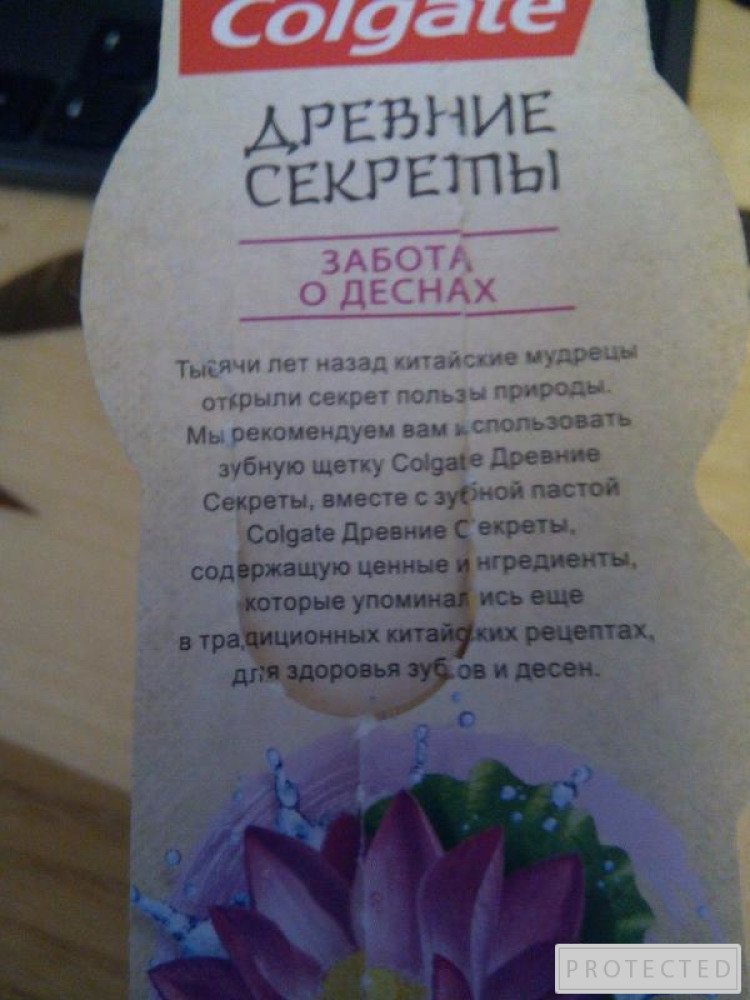 Colgate
ДРЕВНИЕ
СЕКРЕТЫ
ЗАБОТА
О ДЕСНАХ
Тысячи лет назад китайские мудрецы
открыли секрет пользы природы.
Мы рекомендуем вам использовать
зубную щетку Colgate Древние
Секреты, вместе с зубной пастой
Colgate Древние Секреты,
содержащую ценные ингредиенты,
которые упоминались еще
в традиционных китайских рецептах,
для здоровья зубов и десен.
PROTECTED